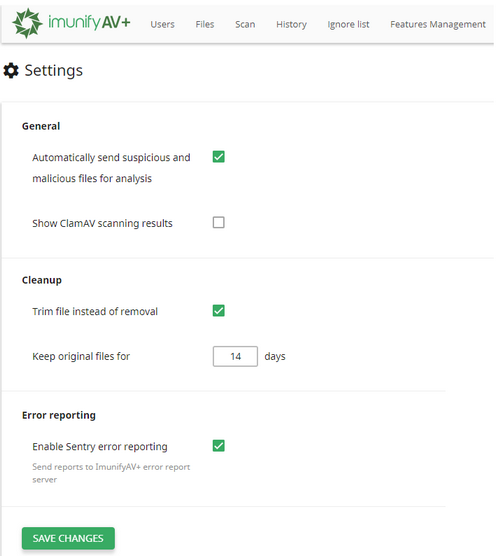 imunifyAV+ Users Files Scan History Ignore list Features Management
Settings
General
Automatically send suspicious and
malicious files for analysis
Show ClamAV scanning results
Cleanup
Trim file instead of removal
Keep original files for 14 days
Error reporting
Enable Sentry error reporting
Send reports to ImunifyAV+ error report
server
SAVE CHANGES